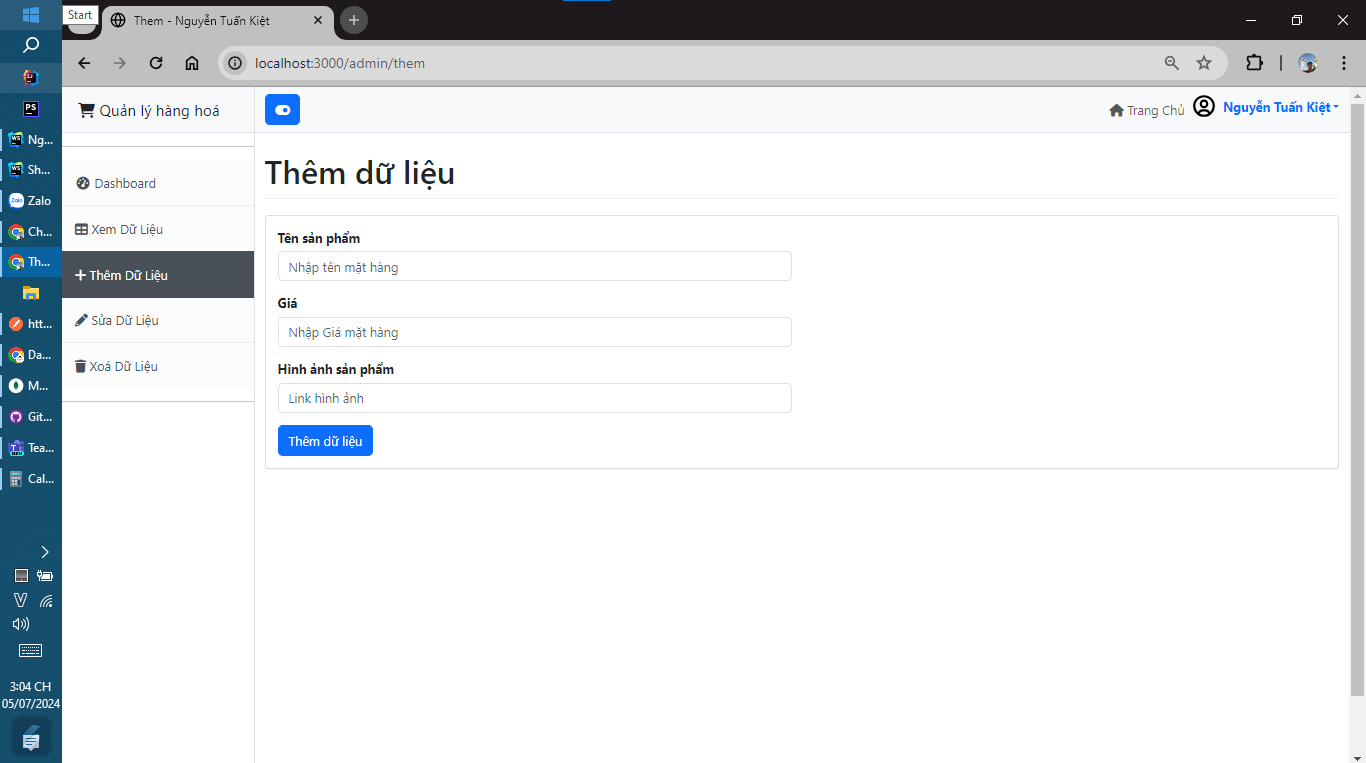 Start
Them - Nguyễn Tuấn Kiệt
localhost:3000/admin/them
Quản lý hàng hoá
Trang Chủ
Nguyễn Tuấn Kiệt
Dashboard
Xem Dữ Liệu
Thêm Dữ Liệu
Sửa Dữ Liệu
Xoá Dữ Liệu
Thêm dữ liệu
Tên sản phẩm
Nhập tên mặt hàng
Giá
Nhập Giá mặt hàng
Hình ảnh sản phẩm
Link hình ảnh
Thêm dữ liệu
PS
Ng...
Sh...
Zalo
Ch...
Th...
htt...
Da...
M...
Git...
Tea...
Cal...
3:04 CH
05/07/2024